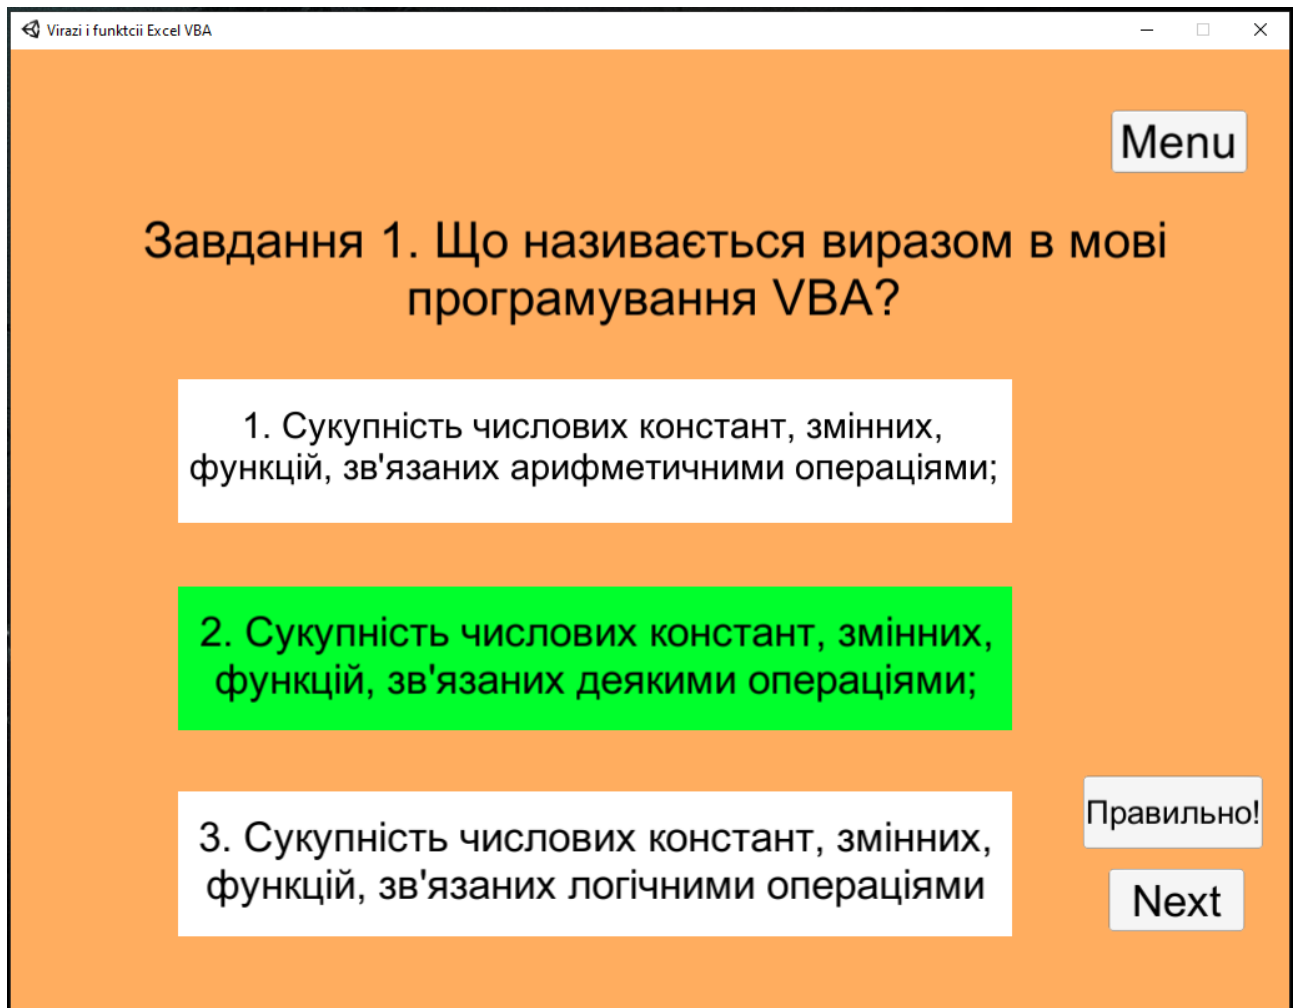 Virazi i funktcii Excel VBA
Menu
Завдання 1. Що називається виразом в мові
програмування VBA?
1. Сукупність числових констант, змінних,
функцій, зв'язаних арифметичними операціями;
2. Сукупність числових констант, змінних,
функцій, зв'язаних деякими операціями;
3. Сукупність числових констант, змінних,
функцій, зв'язаних логічними операціями
Правильно!
Next